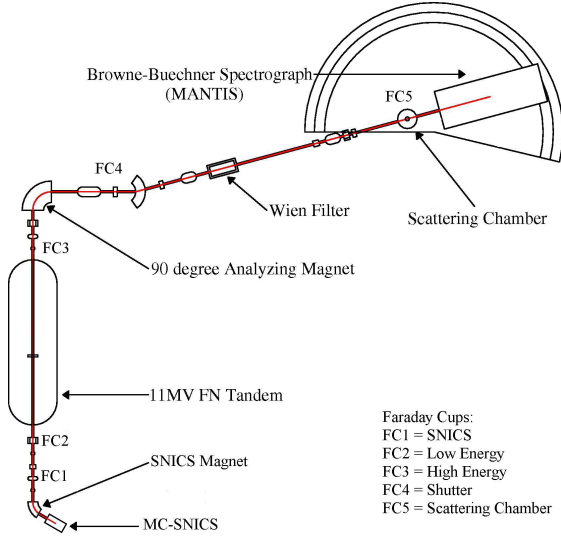 Browne-Buechner Spectrograph
(MANTIS)
FC5
FC4
Wien Filter
Scattering Chamber
FC3
90 degree Analyzing Magnet
11MV FN Tandem
FC2
SNICS Magnet
FC1
MC-SNICS
Faraday Cups:
FC1 = SNICS
FC2 = Low Energy
FC3 = High Energy
FC4 = Shutter
FC5 = Scattering Chamber